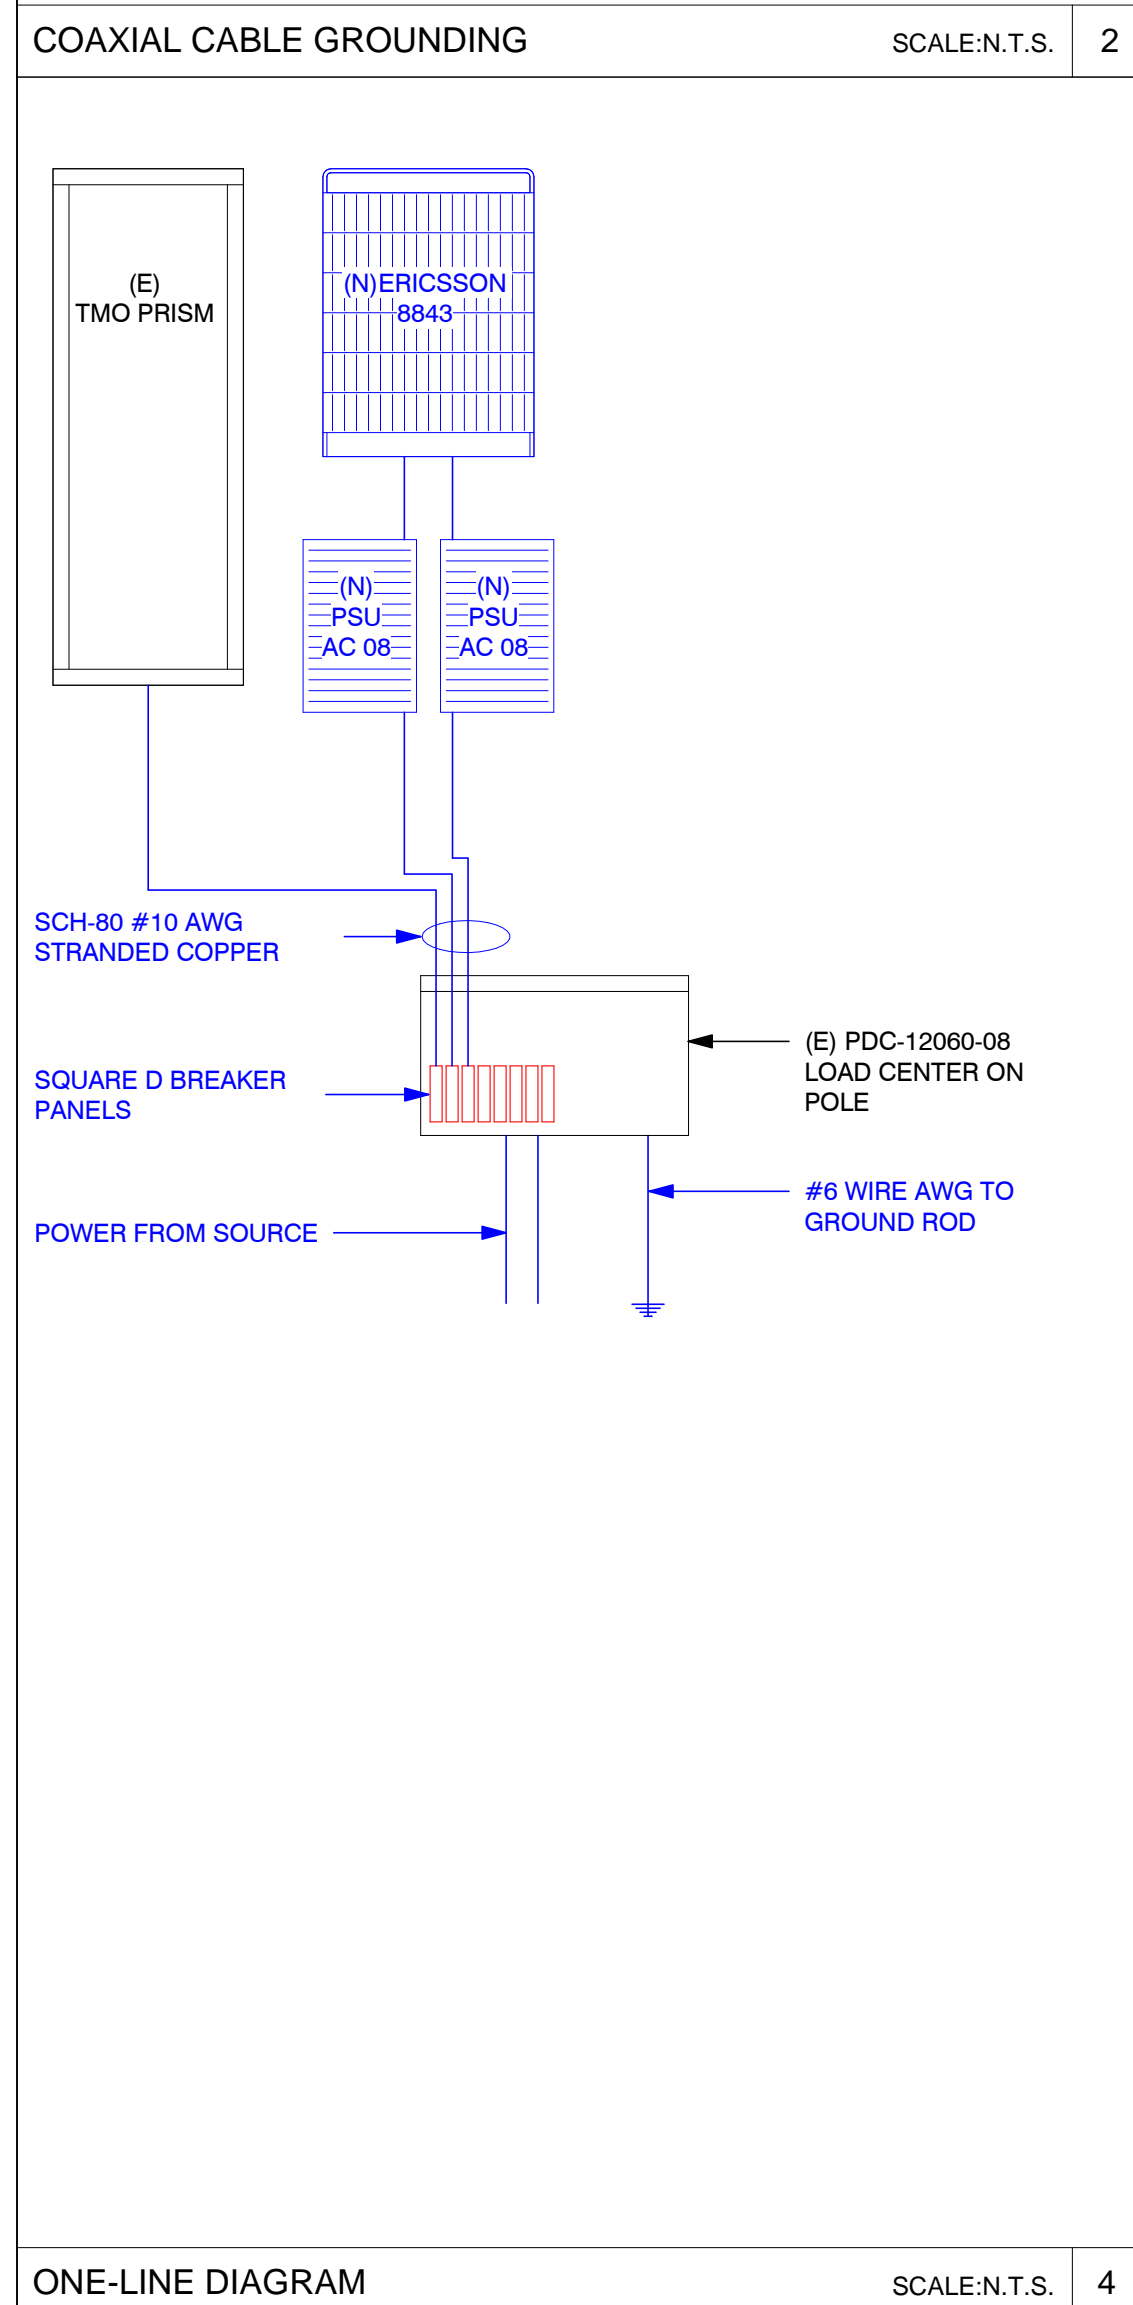 COAXIAL CABLE GROUNDING SCALE:N.T.S. 2
(E)
TMO PRISM
(N)ERICSSON
8843
(N)
PSU
AC 08
(N)
PSU
AC 08
SCH-80 #10 AWG
STRANDED COPPER
(E) PDC-12060-08
LOAD CENTER ON
POLE
SQUARE D BREAKER
PANELS
#6 WIRE AWG TO
GROUND ROD
POWER FROM SOURCE
ONE-LINE DIAGRAM SCALE:N.T.S. 4